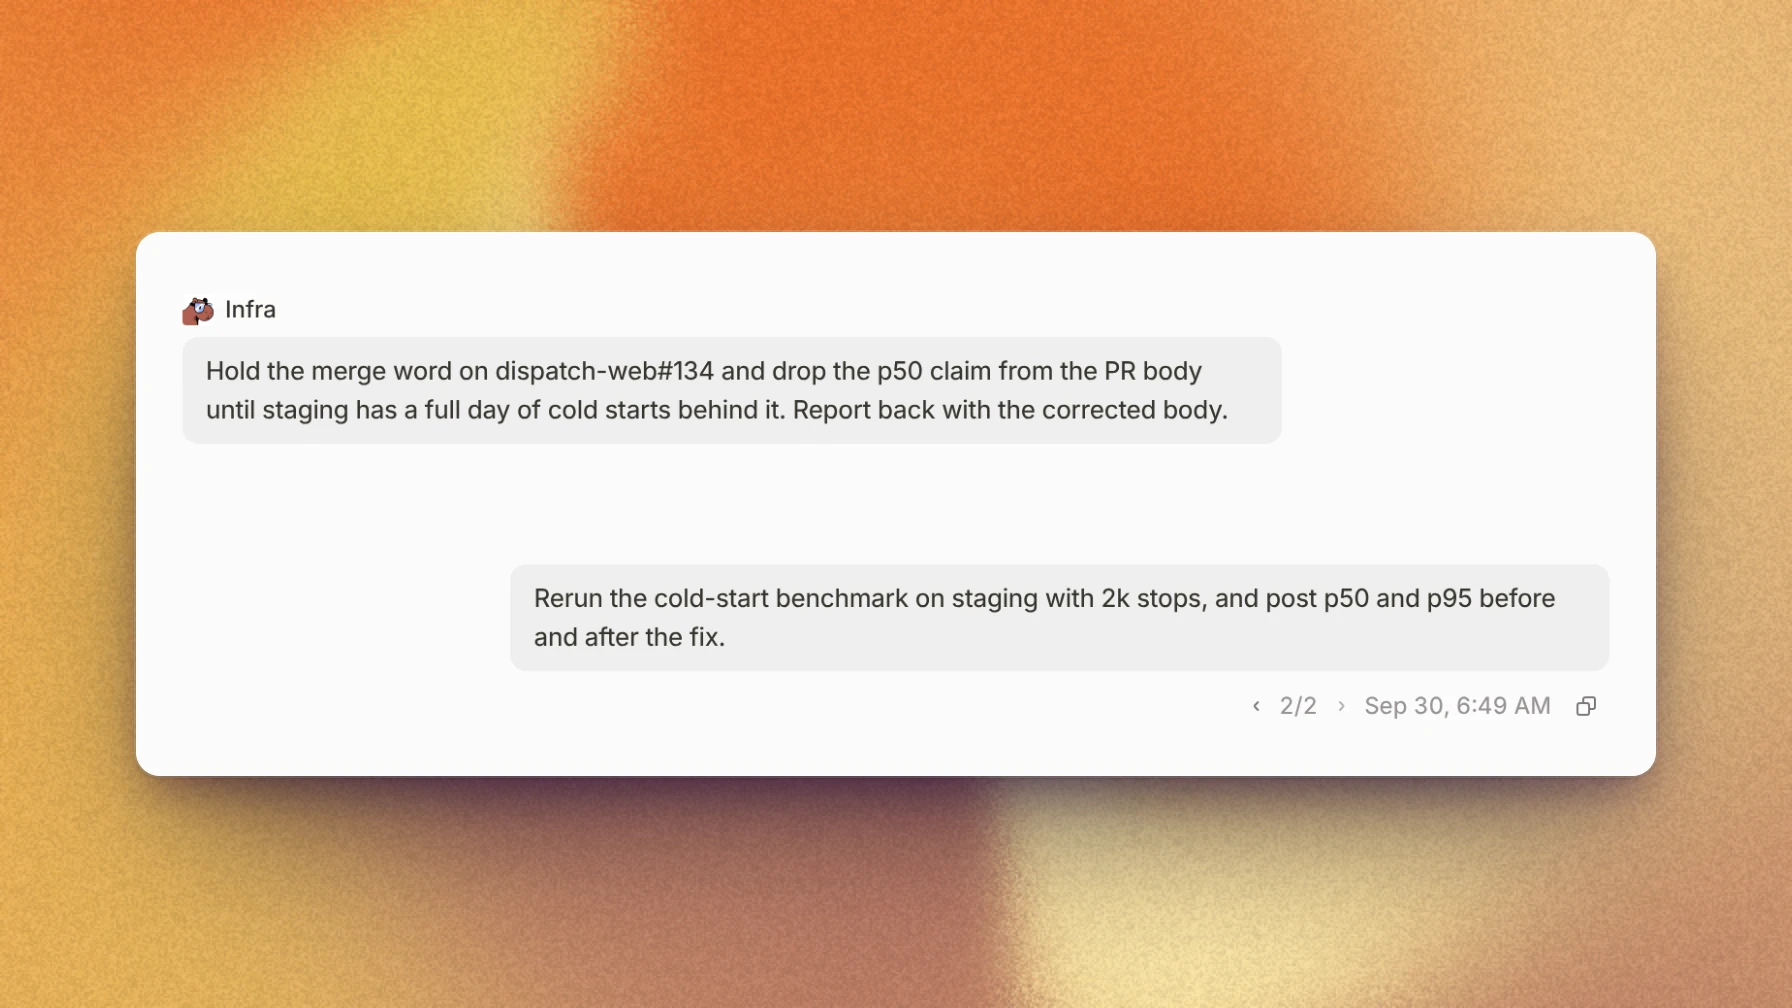 Infra
Hold the merge word on dispatch-web#134 and drop the p50 claim from the PR body
until staging has a full day of cold starts behind it. Report back with the corrected body.
Rerun the cold-start benchmark on staging with 2k stops, and post p50 and p95 before
and after the fix.
‹ 2/2 › Sep 30, 6:49 AM